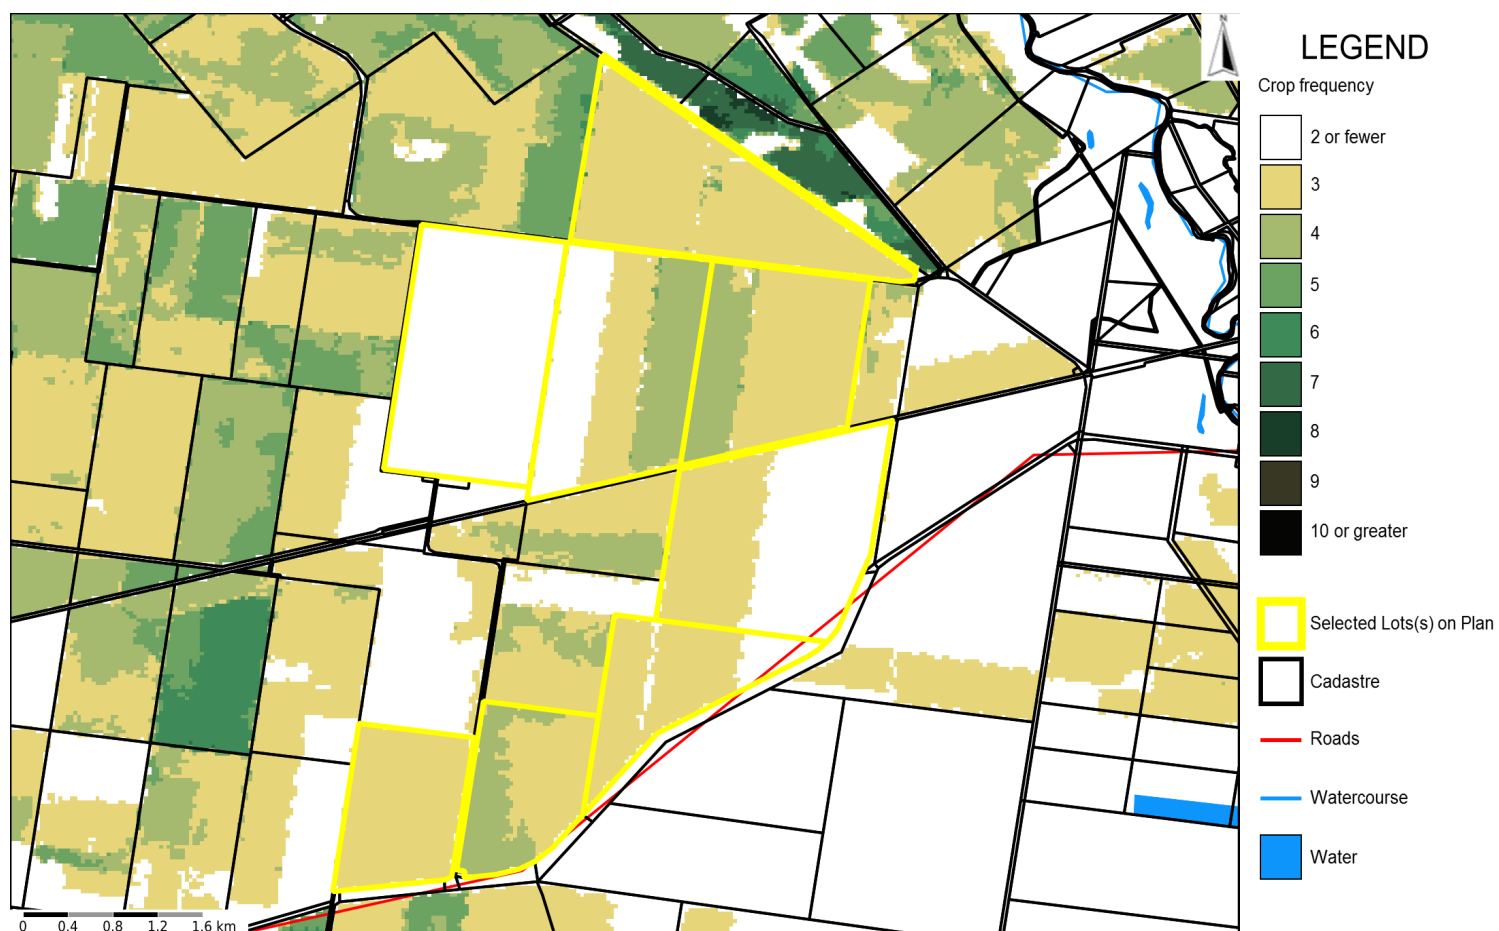 N
LEGEND
Crop frequency
2 or fewer
3
4
5
6
7
8
9
10 or greater
Selected Lots(s) on Plan
Cadastre
Roads
Watercourse
Water
0 0.4 0.8 1.2 1.6 km